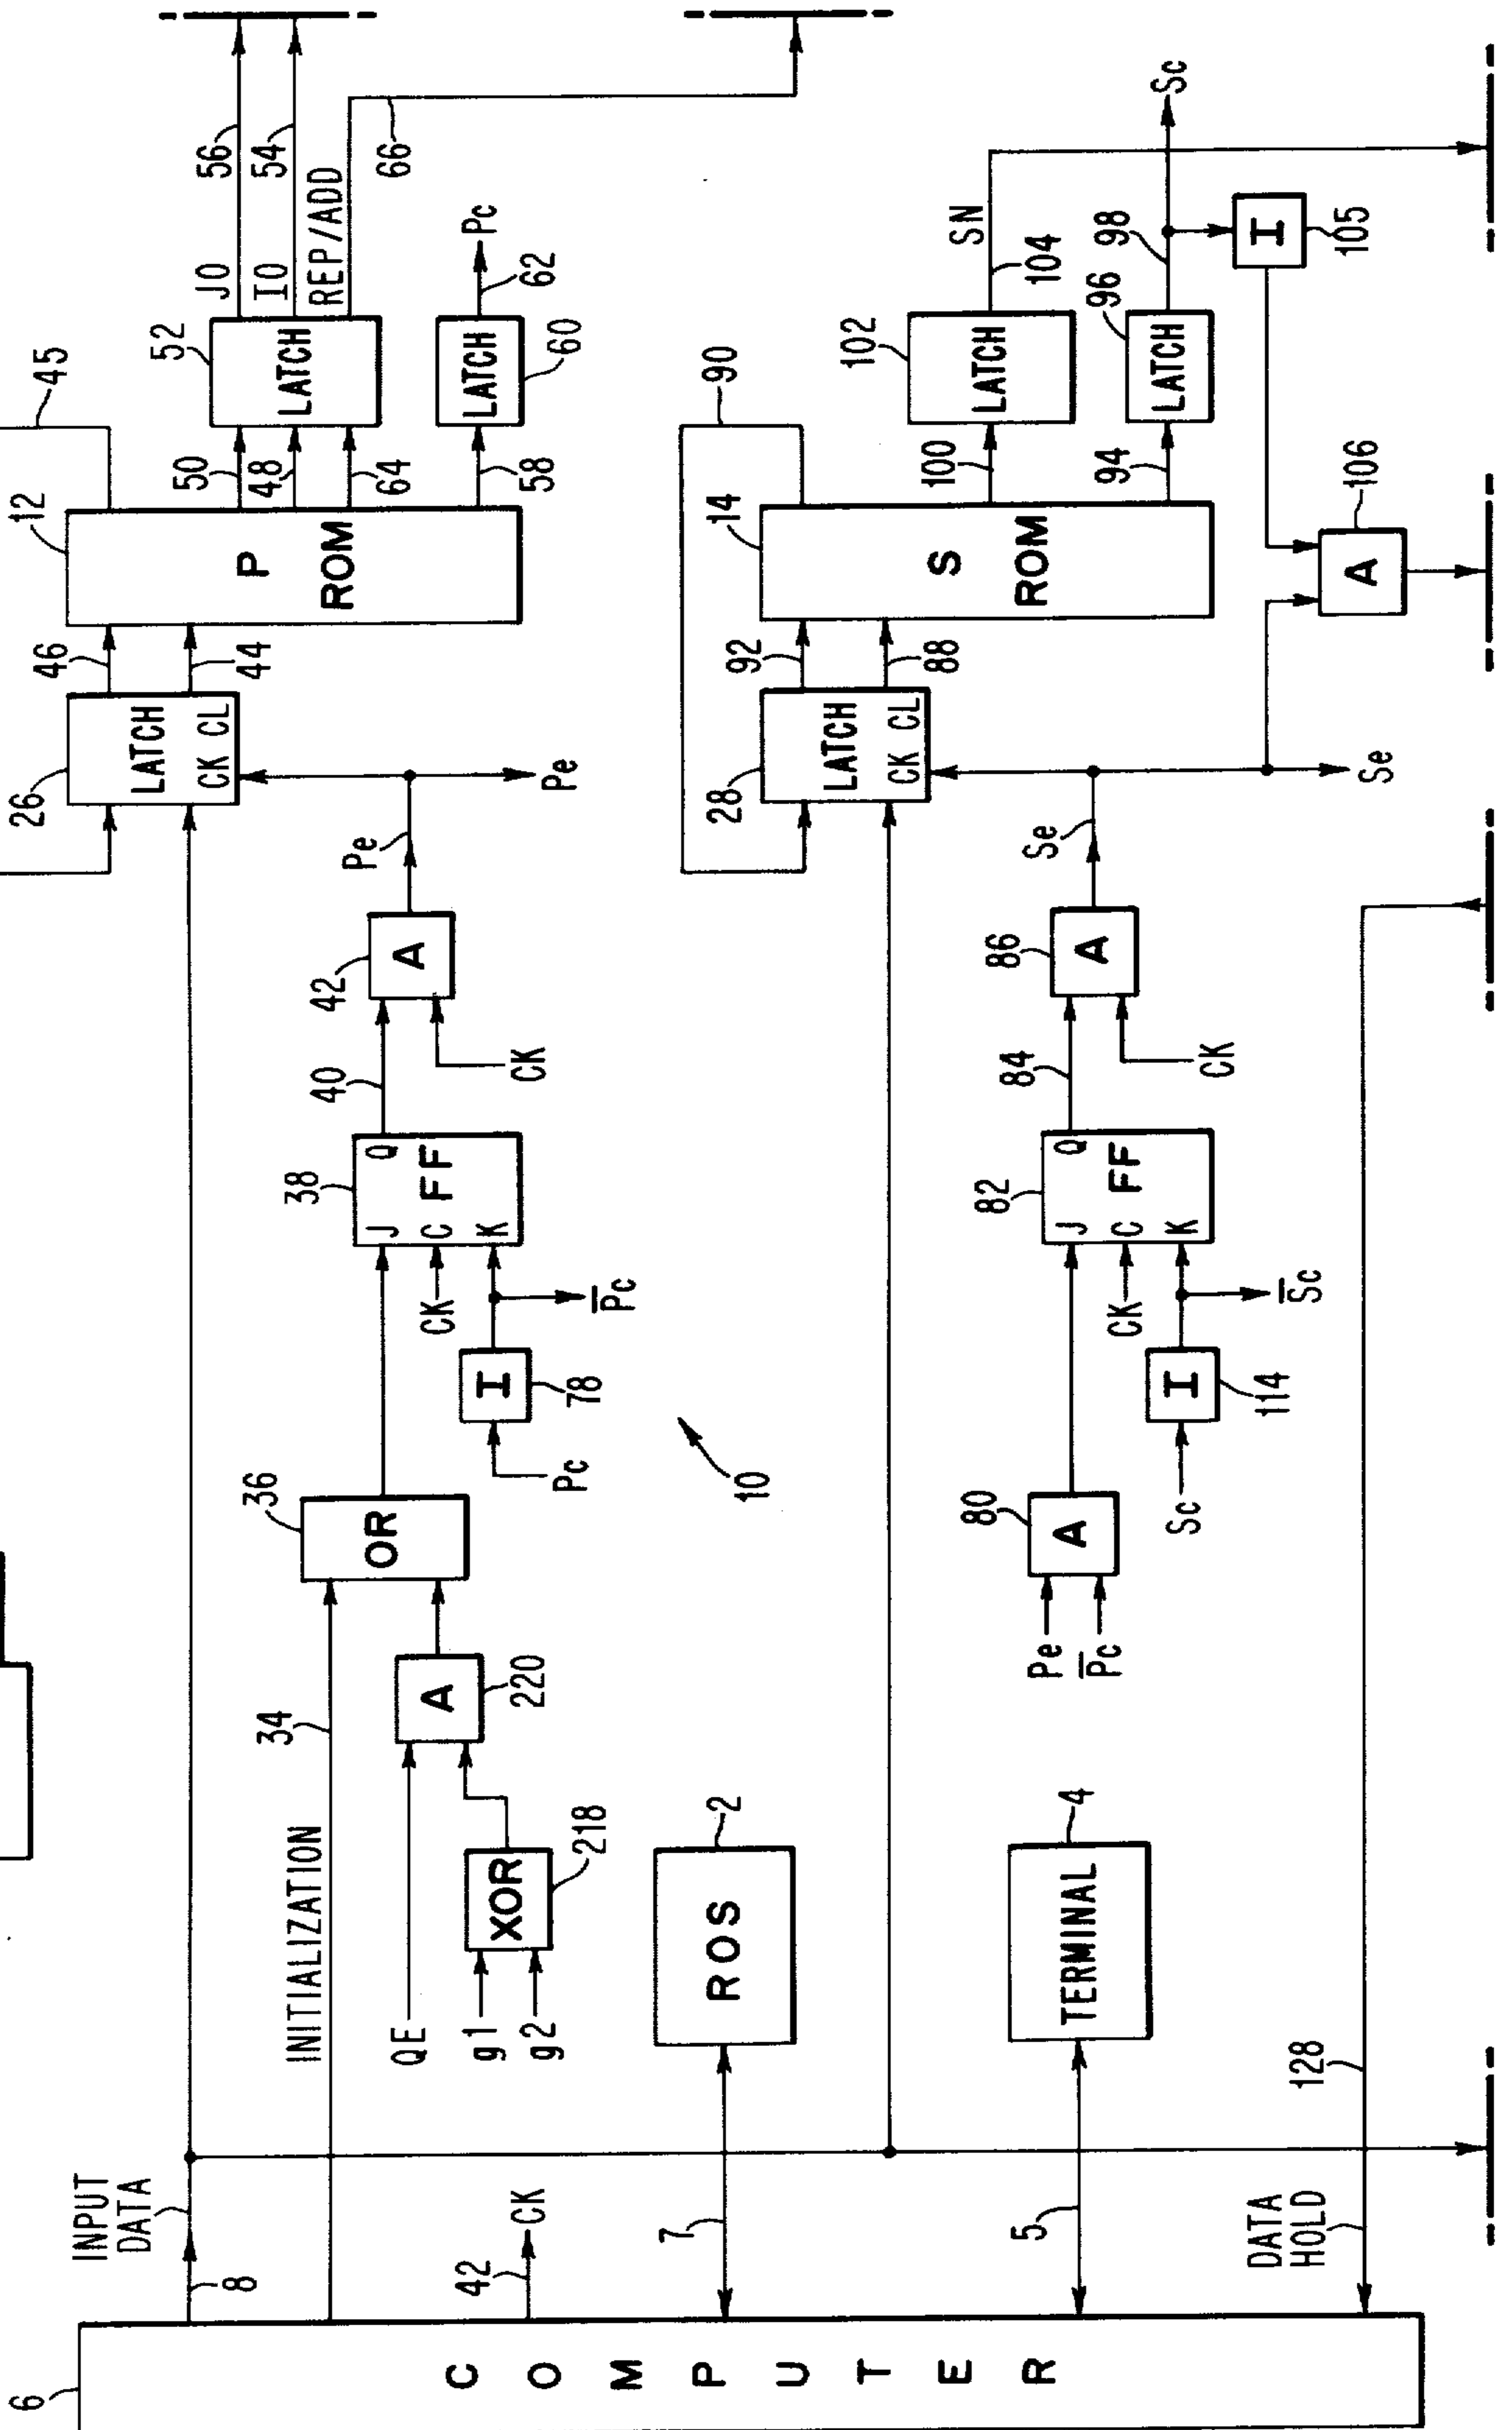 6
COMPUTER
INPUT
DATA
8
INITIALIZATION
34
42
CK
7
5
DATA
HOLD
128
QE
g1
g2
XOR
218
A
220
OR
36
ROS
2
TERMINAL
4
Pc
I
78
P̅c
CK
J
C
K
Q
FF
38
40
CK
A
42
Pe
Pe
26
LATCH
CK CL
46
44
12
P
ROM
45
50
48
64
58
52
LATCH
JO
56
IO
54
REP/ADD
66
LATCH
60
62
Pc
10
Pe
P̅c
A
80
Sc
I
114
S̅c
CK
J
C
K
Q
FF
82
84
CK
A
86
Se
Se
28
LATCH
CK CL
92
88
90
14
S
ROM
100
94
102
LATCH
SN
104
96
LATCH
98
Sc
I
105
A
106